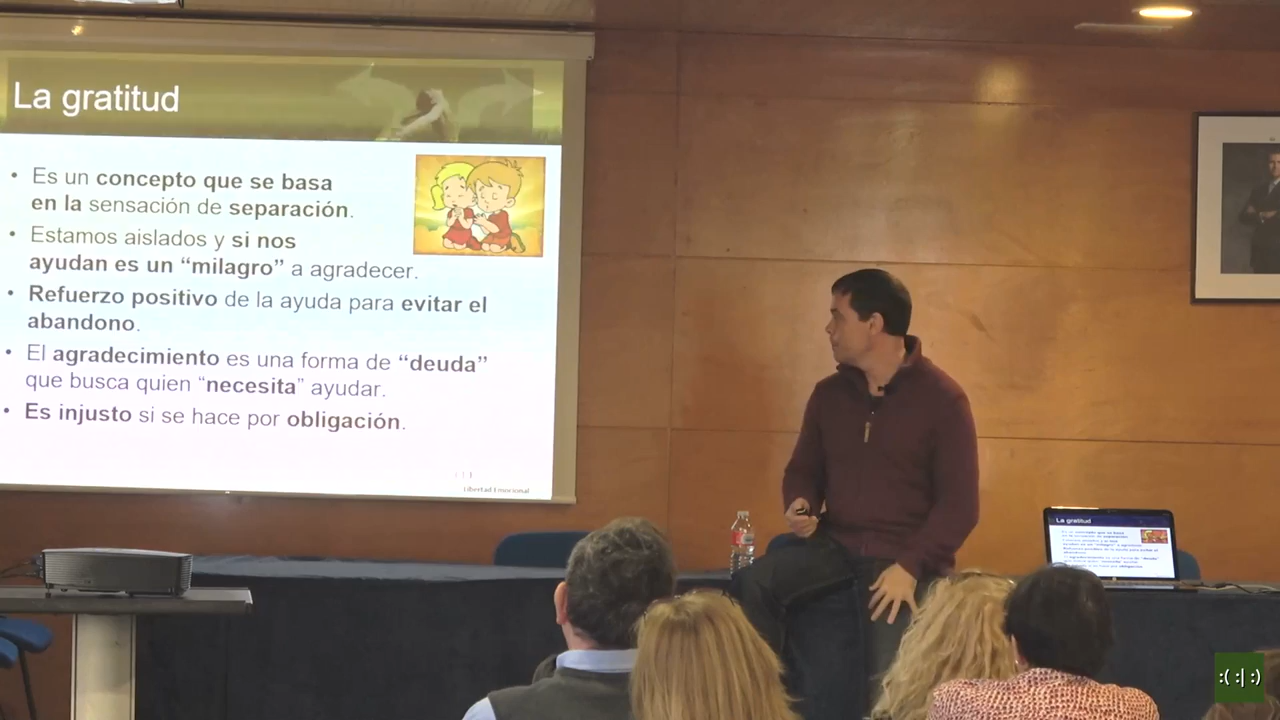 La gratitud
• Es un concepto que se basa
en la sensación de separación.
• Estamos aislados y si nos
ayudan es un “milagro” a agradecer.
• Refuerzo positivo de la ayuda para evitar el
abandono.
• El agradecimiento es una forma de “deuda”
que busca quien “necesita” ayudar.
• Es injusto si se hace por obligación.
Libertad Emocional
La gratitud
:( :|:)